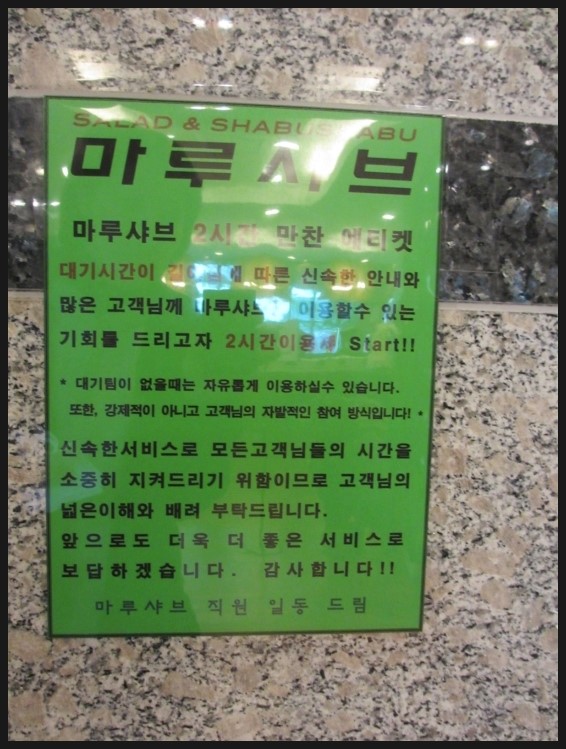 SALAD & SHABUSHABU
마루샤브
마루샤브 2시간 만찬 에티켓
대기시간이 길어짐에 따른 신속한 안내와
많은 고객님께 마루샤브를 이용할수 있는
기회를 드리고자 2시간이용제 Start!!
* 대기팀이 없을때는 자유롭게 이용하실수 있습니다.
또한, 강제적이 아니고 고객님의 자발적인 참여 방식입니다! *
신속한서비스로 모든고객님들의 시간을
소중히 지켜드리기 위함이므로 고객님의
넓은이해와 배려 부탁드립니다.
앞으로도 더욱 더 좋은 서비스로
보답하겠습니다. 감사합니다!!
마루샤브 직원 일동 드림